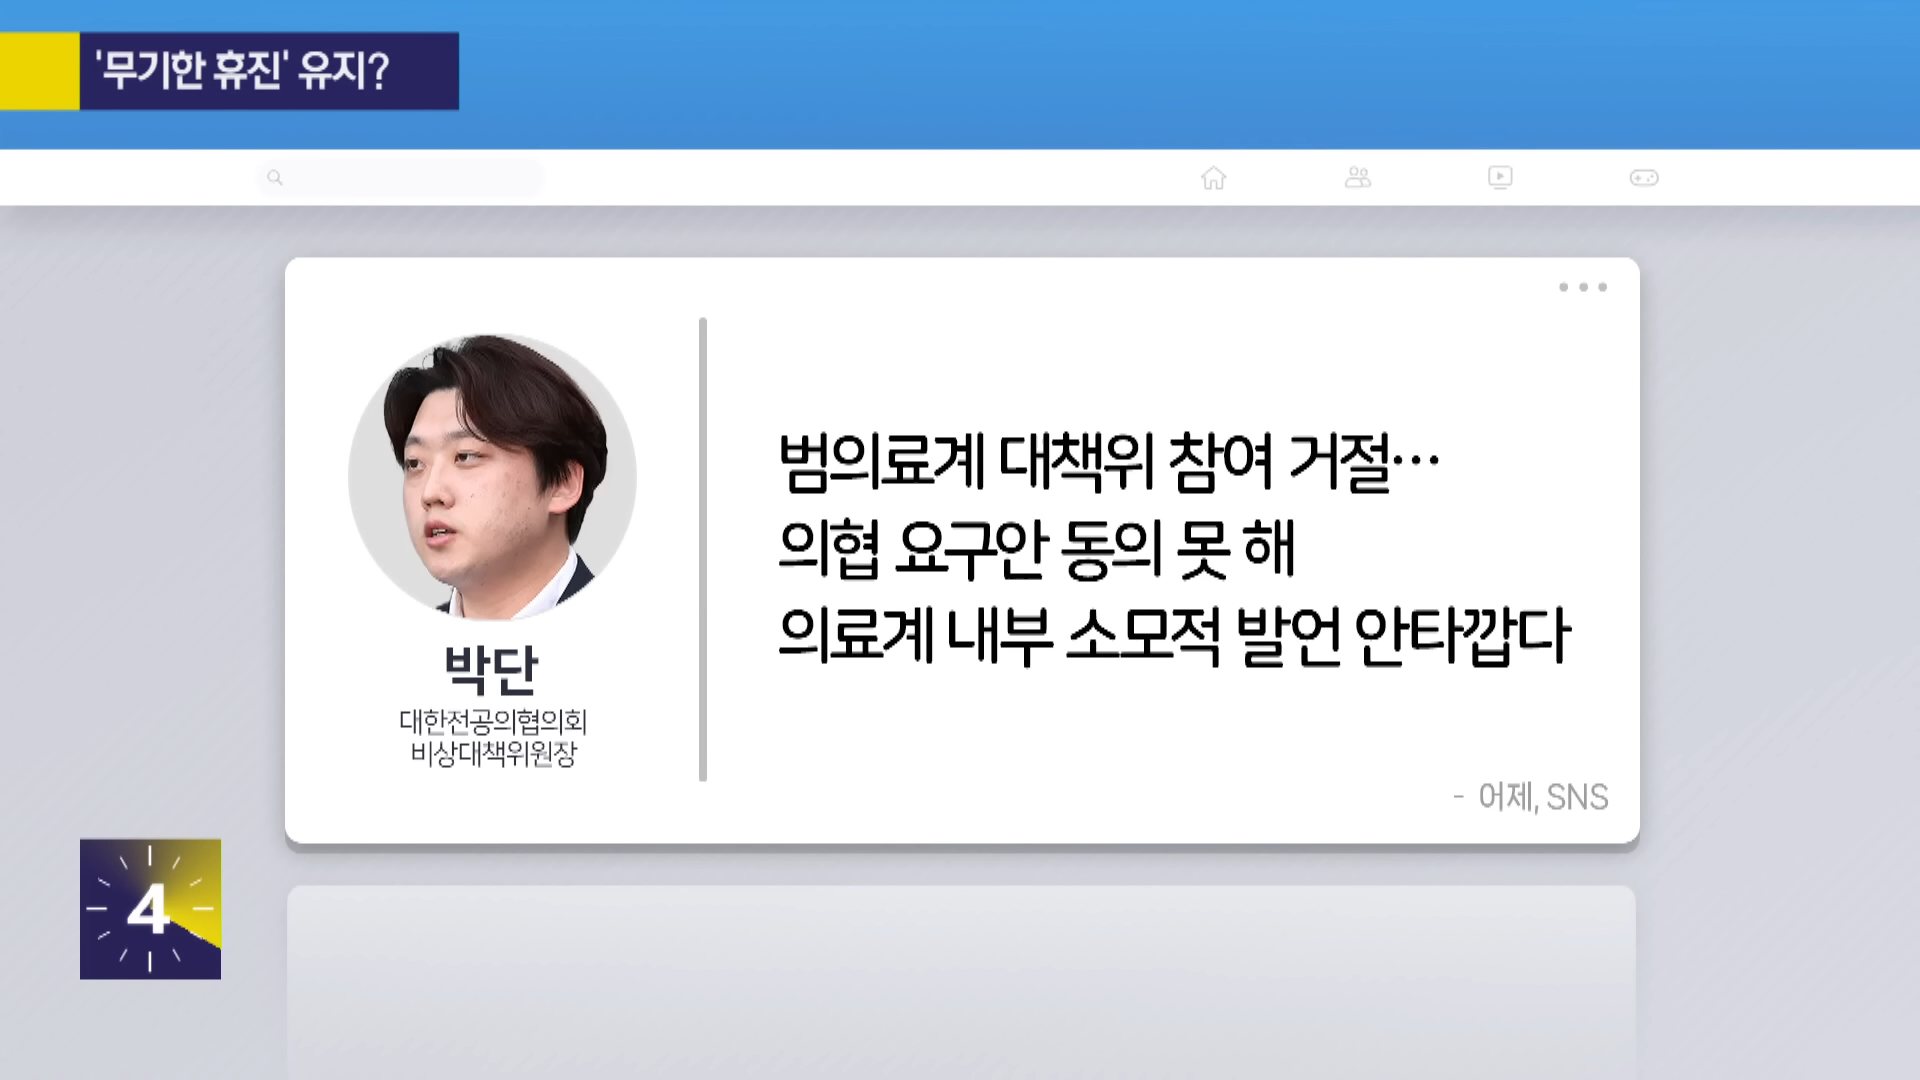 '무기한 휴진' 유지?
범의료계 대책위 참여 거절…
의협 요구안 동의 못 해
의료계 내부 소모적 발언 안타깝다
박단
대한전공의협의회
비상대책위원장
- 어제, SNS
4